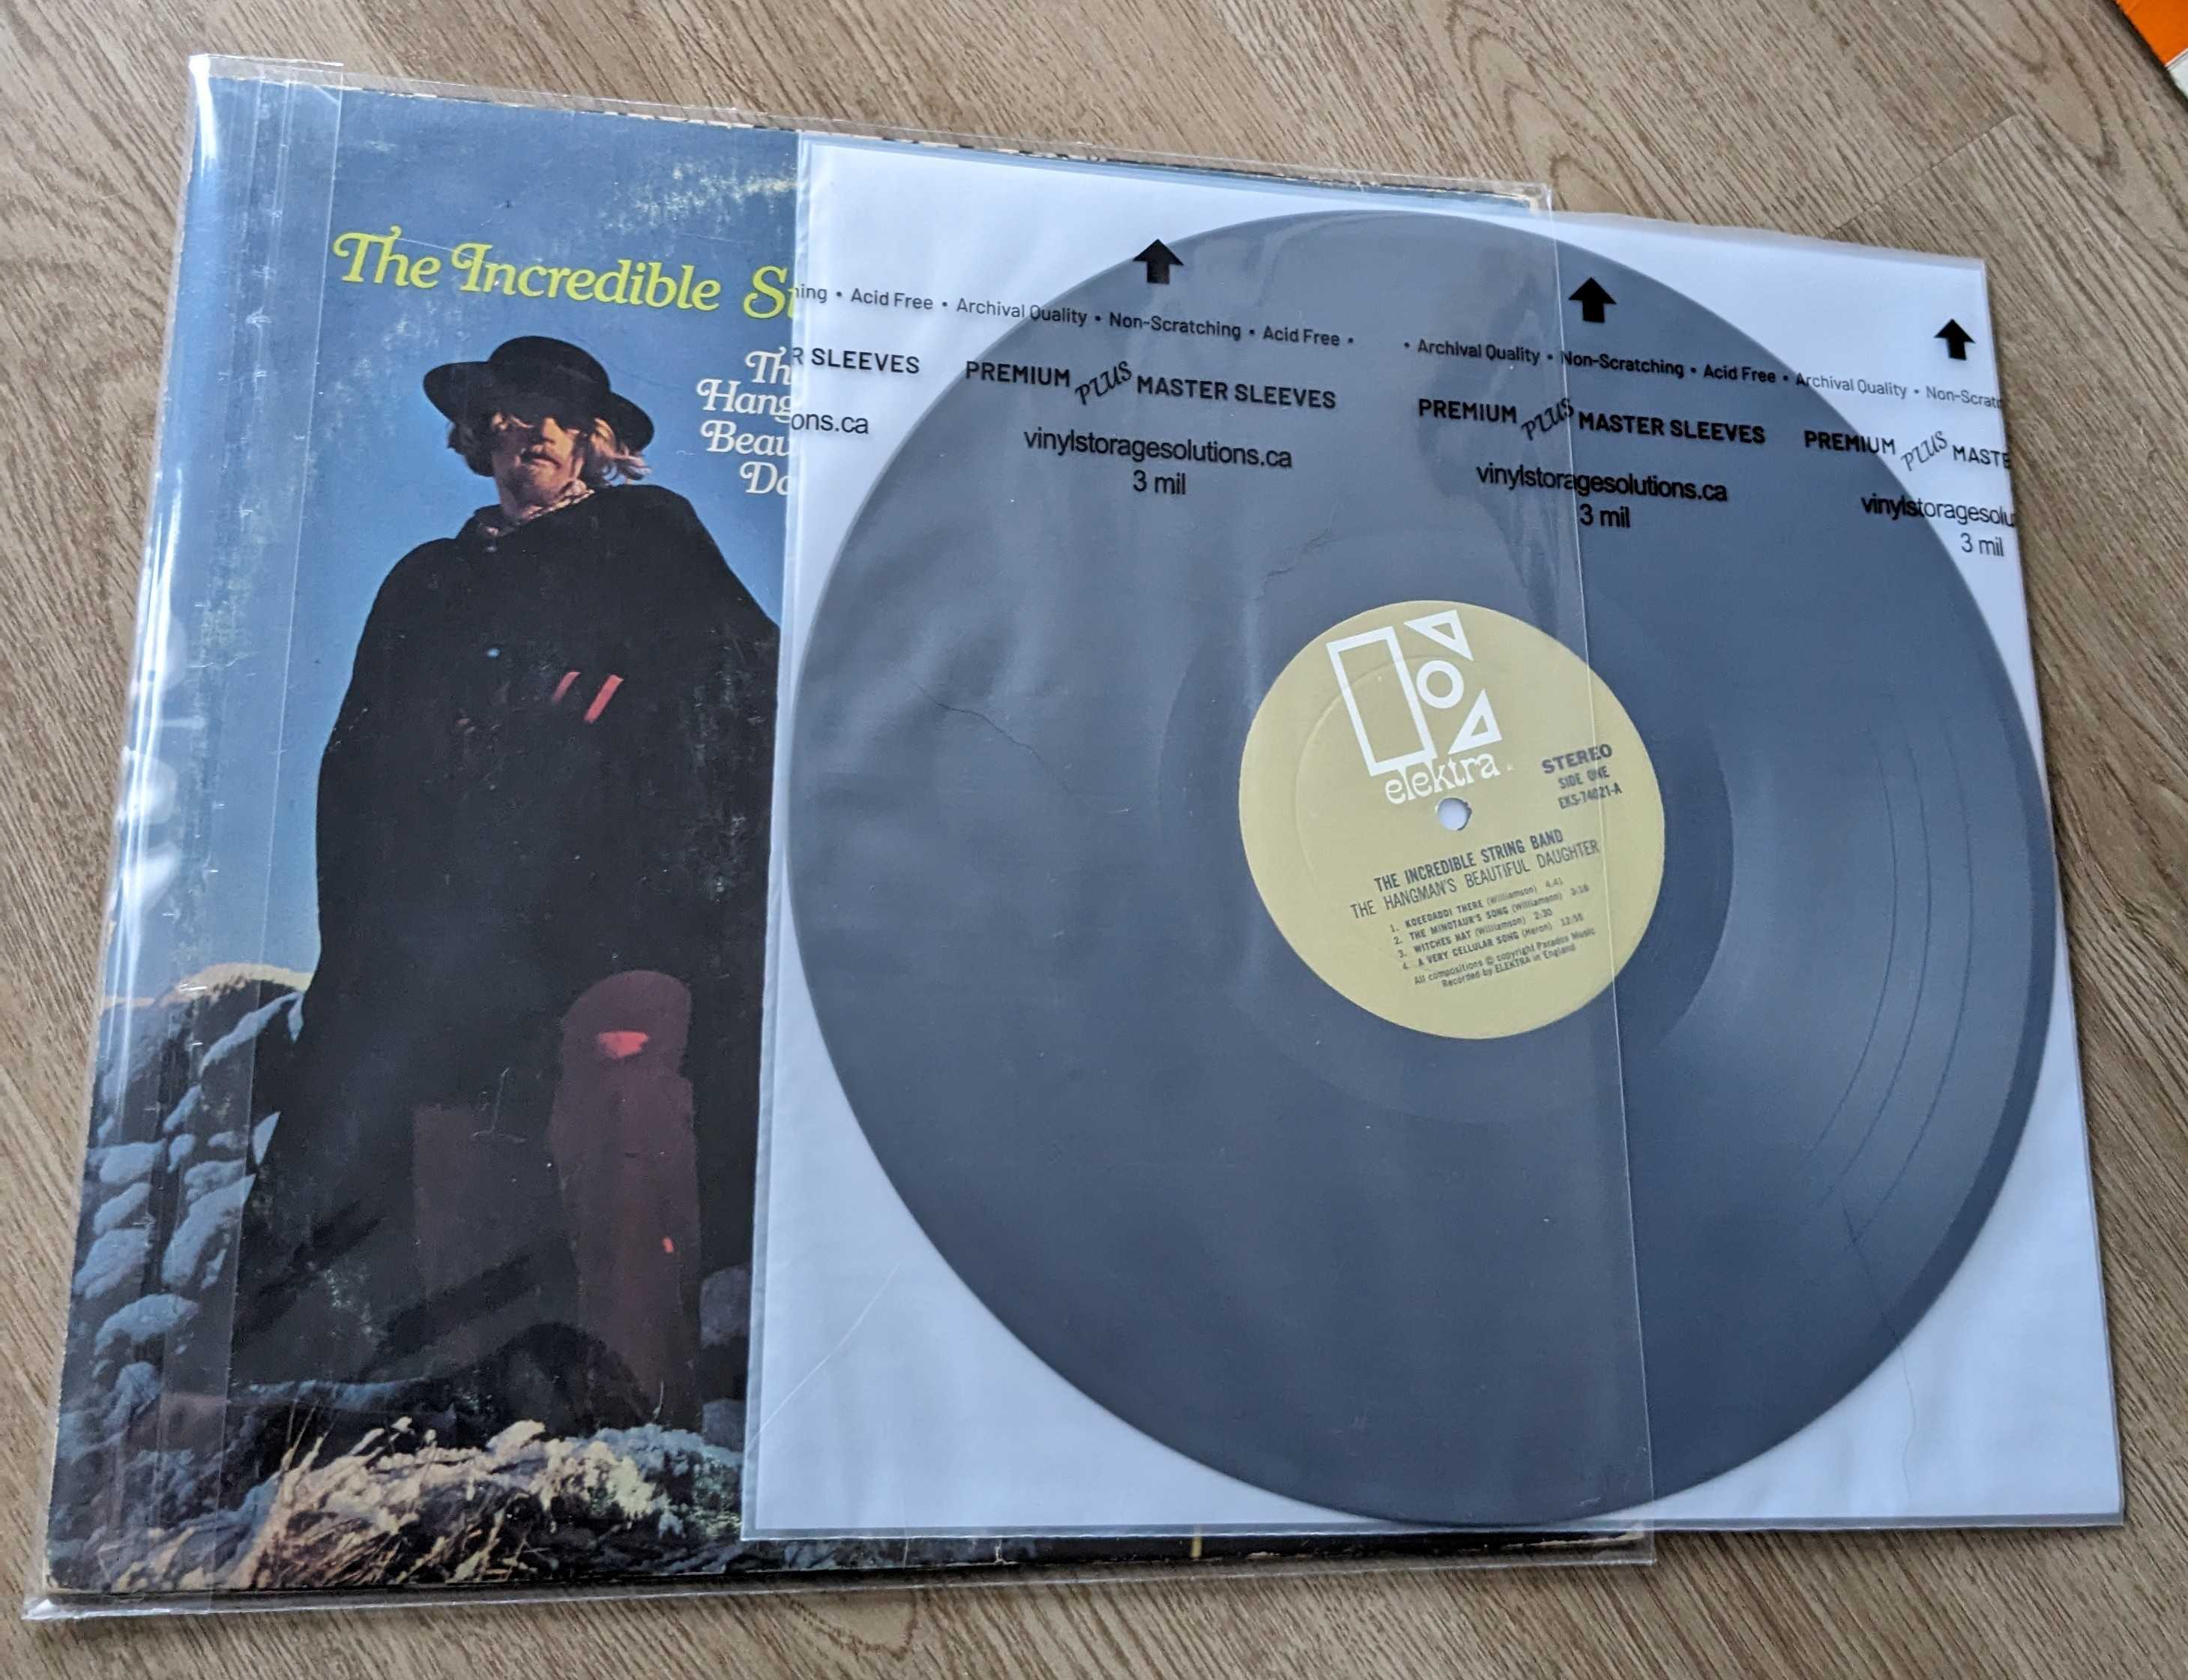 The Incredible St
The
Hang
Beau
Da
ning • Acid Free • Archival Quality • Non-Scratching • Acid Free •
• Archival Quality • Non-Scratching • Acid Free • Archival Quality • Non-Scratc
R SLEEVES
PREMIUM PLUS MASTER SLEEVES
PREMIUM PLUS MASTER SLEEVES
PREMIUM PLUS MASTE
ons.ca
vinylstoragesolutions.ca
3 mil
vinylstoragesolutions.ca
3 mil
vinylstoragesolu
3 mil
elektra
STEREO
SIDE ONE
EKS-74021-A
THE INCREDIBLE STRING BAND
THE HANGMAN'S BEAUTIFUL DAUGHTER
1. KOEEOADDI THERE (Williamson) 4:41
2. THE MINOTAUR'S SONG (Williamson) 3:18
3. WITCHES HAT (Williamson) 2:30
4. A VERY CELLULAR SONG (Heron) 12:56
All compositions © copyright Paradox Music
Recorded by ELEKTRA in England